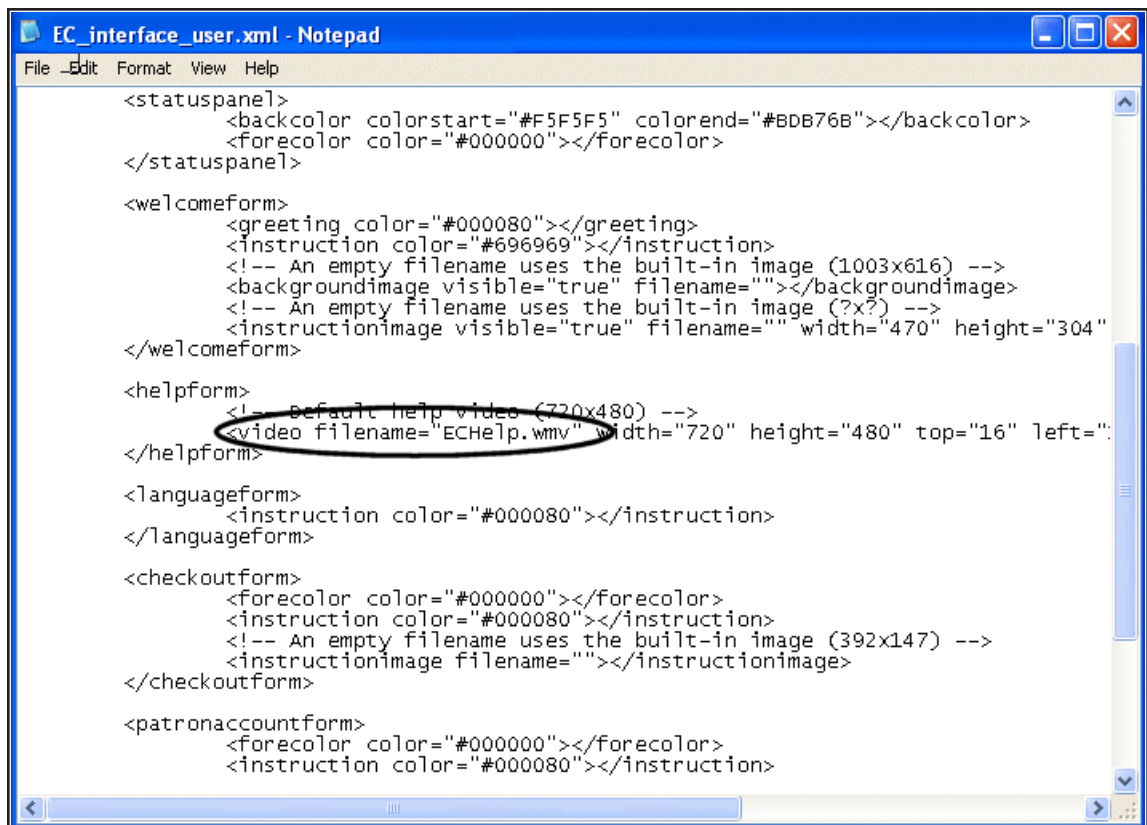 EC_interface_user.xml - Notepad
File Edit Format View Help
<statuspanel>
<backcolor colorstart="#F5F5F5" colorend="#BDB76B"></backcolor>
<forecolor color="#000000"></forecolor>
</statuspanel>
<welcomeform>
<greeting color="#000080"></greeting>
<instruction color="#696969"></instruction>
<!-- An empty filename uses the built-in image (1003x616) -->
<backgroundimage visible="true" filename=""></backgroundimage>
<!-- An empty filename uses the built-in image (?x?) -->
<instructionimage visible="true" filename="" width="470" height="304"
</welcomeform>
<helpform>
<!-- Default help video (720x480) -->
<video filename="ECHelp.wmv" width="720" height="480" top="16" left="
</helpform>
<languageform>
<instruction color="#000080"></instruction>
</languageform>
<checkoutform>
<forecolor color="#000000"></forecolor>
<instruction color="#000080"></instruction>
<!-- An empty filename uses the built-in image (392x147) -->
<instructionimage filename=""></instructionimage>
</checkoutform>
<patronaccountform>
<forecolor color="#000000"></forecolor>
<instruction color="#000080"></instruction>